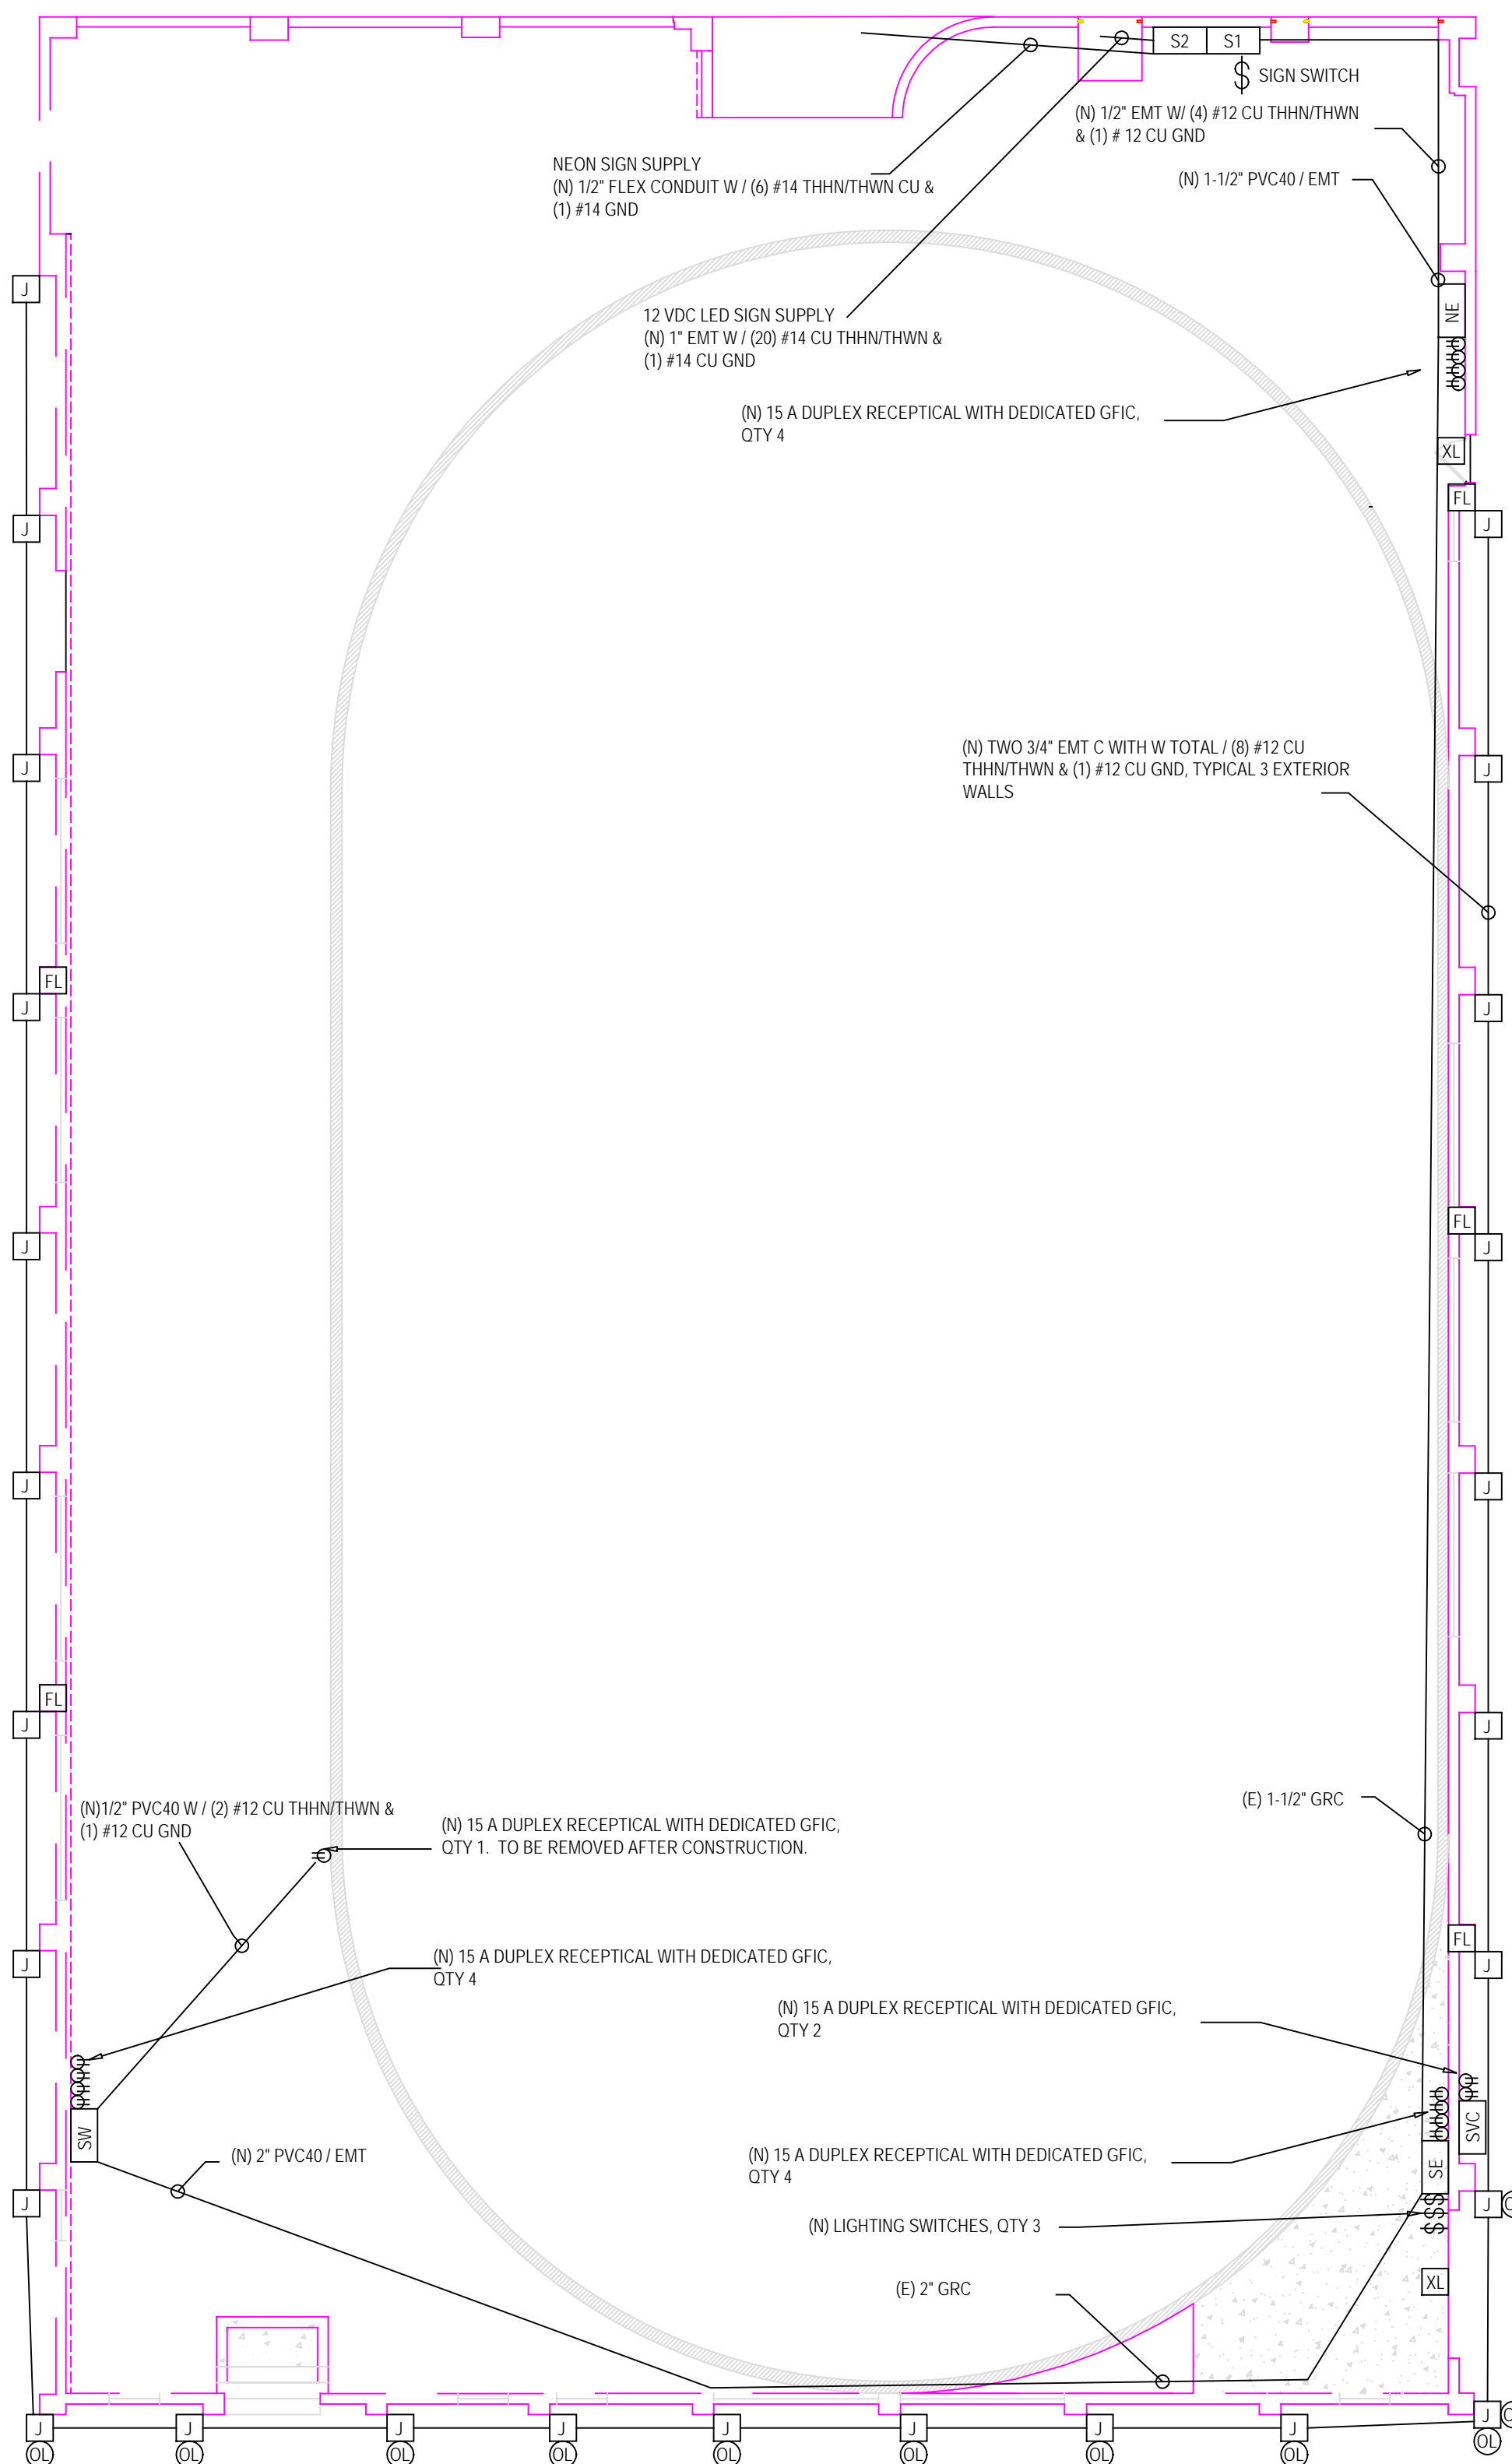 S2 S1
SIGN SWITCH
(N) 1/2" EMT W/ (4) #12 CU THHN/THWN
& (1) # 12 CU GND
NEON SIGN SUPPLY
(N) 1/2" FLEX CONDUIT W / (6) #14 THHN/THWN CU &
(1) #14 GND
(N) 1-1/2" PVC40 / EMT
J
NE
12 VDC LED SIGN SUPPLY
(N) 1" EMT W / (20) #14 CU THHN/THWN &
(1) #14 CU GND
(N) 15 A DUPLEX RECEPTICAL WITH DEDICATED GFIC,
QTY 4
XL
FL
J
J
(N) TWO 3/4" EMT C WITH W TOTAL / (8) #12 CU
THHN/THWN & (1) #12 CU GND, TYPICAL 3 EXTERIOR
WALLS
J
J
FL
J
J
FL
J
J
J
J
FL
J
J
(E) 1-1/2" GRC
(N)1/2" PVC40 W / (2) #12 CU THHN/THWN &
(1) #12 CU GND
(N) 15 A DUPLEX RECEPTICAL WITH DEDICATED GFIC,
QTY 1. TO BE REMOVED AFTER CONSTRUCTION.
FL
J
J
(N) 15 A DUPLEX RECEPTICAL WITH DEDICATED GFIC,
QTY 4
(N) 15 A DUPLEX RECEPTICAL WITH DEDICATED GFIC,
QTY 2
SW
SVC
(N) 2" PVC40 / EMT
(N) 15 A DUPLEX RECEPTICAL WITH DEDICATED GFIC,
QTY 4
SE
J
J
(N) LIGHTING SWITCHES, QTY 3
XL
(E) 2" GRC
J J J J J J J J J
OL OL OL OL OL OL OL OL OL